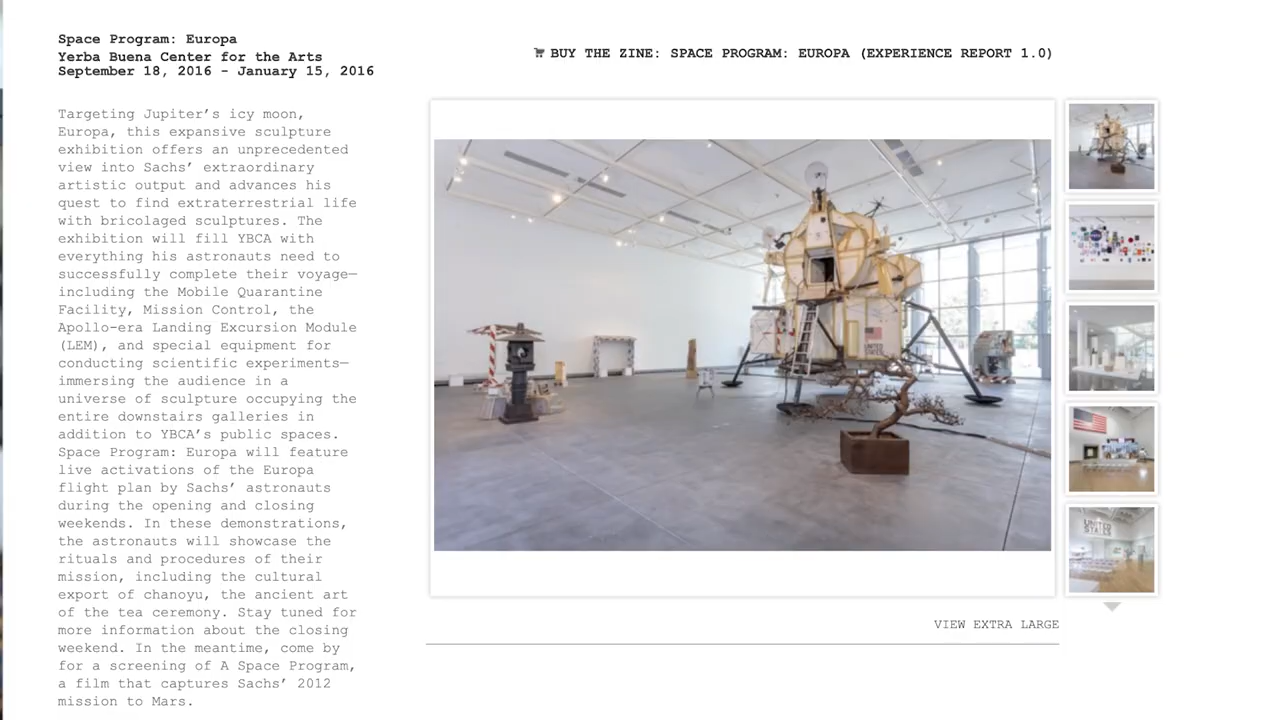 Space Program: Europa
Yerba Buena Center for the Arts
September 18, 2016 - January 15, 2016
Targeting Jupiter’s icy moon,
Europa, this expansive sculpture
exhibition offers an unprecedented
view into Sachs’ extraordinary
artistic output and advances his
quest to find extraterrestrial life
with bricolaged sculptures. The
exhibition will fill YBCA with
everything his astronauts need to
successfully complete their voyage—
including the Mobile Quarantine
Facility, Mission Control, the
Apollo-era Landing Excursion Module
(LEM), and special equipment for
conducting scientific experiments—
immersing the audience in a
universe of sculpture occupying the
entire downstairs galleries in
addition to YBCA’s public spaces.
Space Program: Europa will feature
live activations of the Europa
flight plan by Sachs’ astronauts
during the opening and closing
weekends. In these demonstrations,
the astronauts will showcase the
rituals and procedures of their
mission, including the cultural
export of chanoyu, the ancient art
of the tea ceremony. Stay tuned for
more information about the closing
weekend. In the meantime, come by
for a screening of A Space Program,
a film that captures Sachs’ 2012
mission to Mars.
BUY THE ZINE: SPACE PROGRAM: EUROPA (EXPERIENCE REPORT 1.0)
UNITED
STATES
UNITED
STATES
VIEW EXTRA LARGE